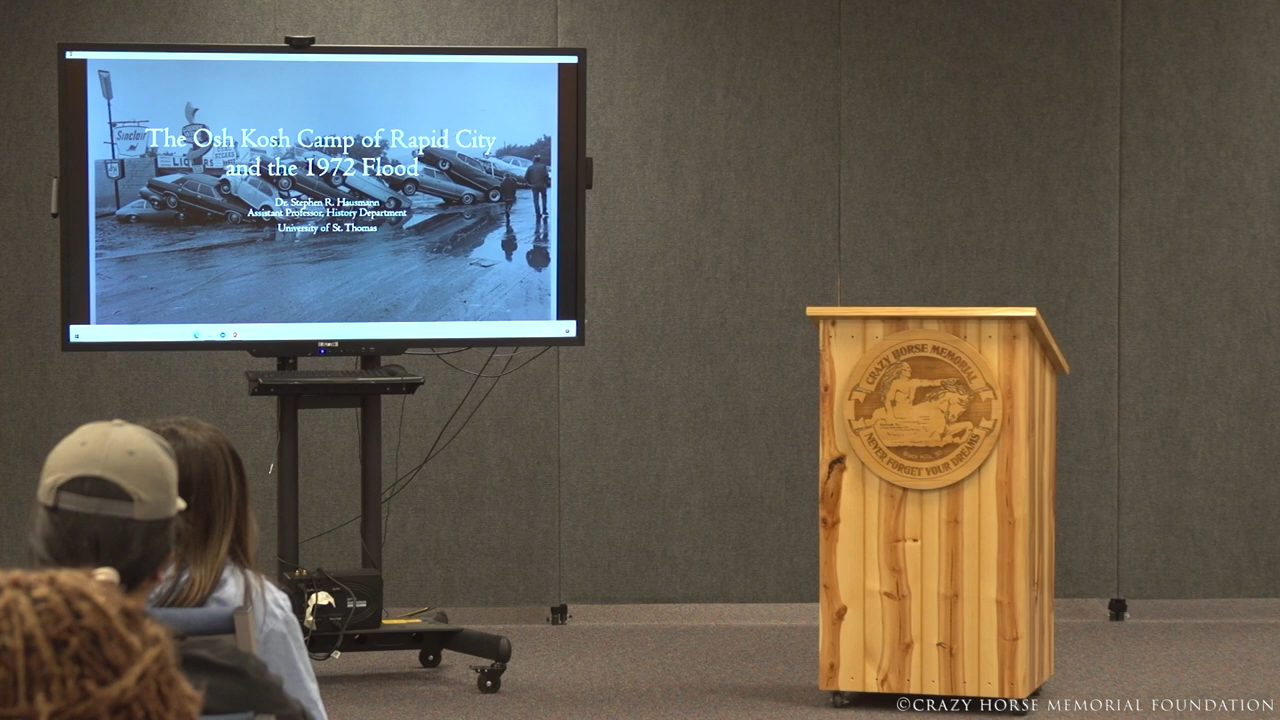 The Osh Kosh Camp of Rapid City
and the 1972 Flood
Dr. Stephen R. Hausmann
Assistant Professor, History Department
University of St. Thomas
Sinclair
LIQUORS
CRAZY HORSE MEMORIAL
NEVER FORGET YOUR DREAMS
©CRAZY HORSE MEMORIAL FOUNDATION